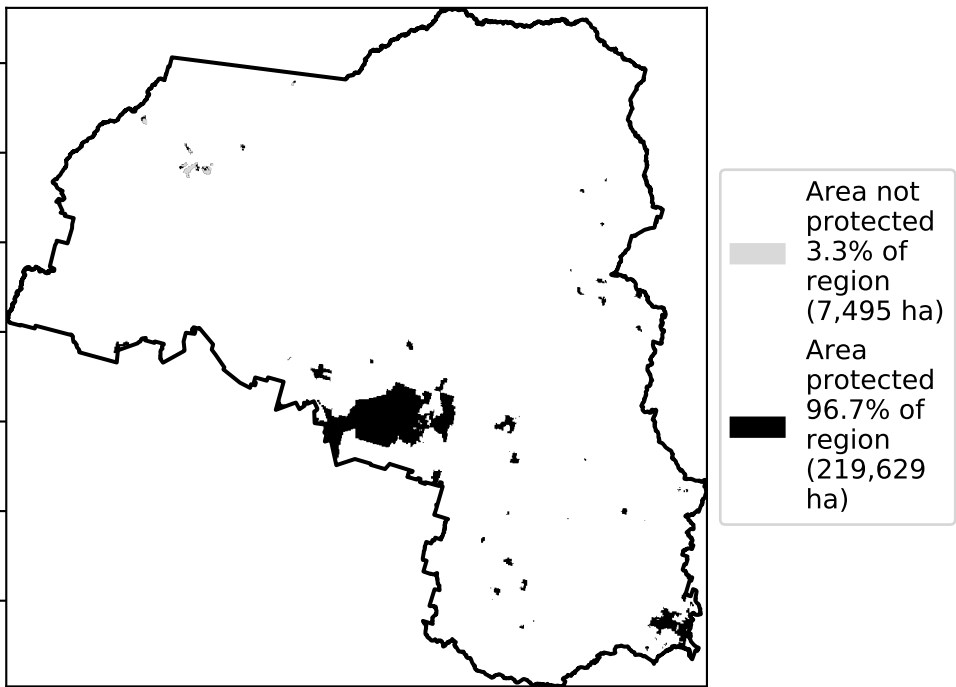 Area not
protected
3.3% of
region
(7,495 ha)
Area
protected
96.7% of
region
(219,629
ha)